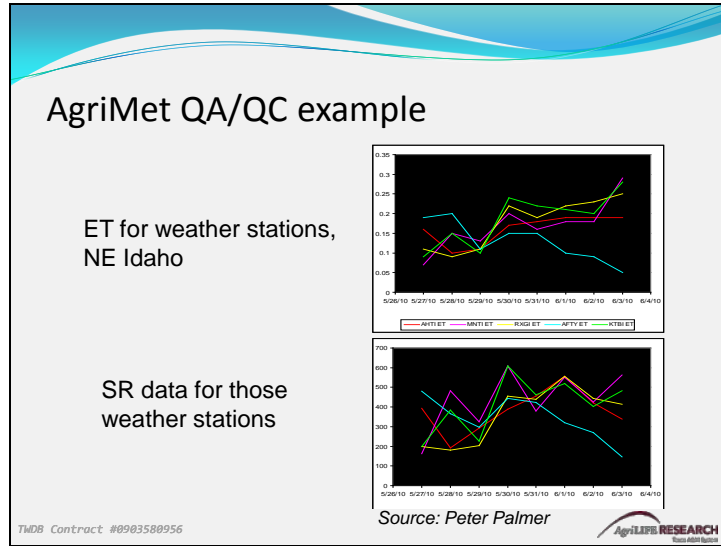 AgriMet QA/QC example
ET for weather stations,
NE Idaho
0.35
0.3
0.25
0.2
0.15
0.1
0.05
0
5/26/10 5/27/10 5/28/10 5/29/10 5/30/10 5/31/10 6/1/10 6/2/10 6/3/10 6/4/10
AHTI ET MNTI ET RXGI ET AFTY ET KTBI ET
SR data for those
weather stations
700
600
500
400
300
200
100
0
5/26/10 5/27/10 5/28/10 5/29/10 5/30/10 5/31/10 6/1/10 6/2/10 6/3/10 6/4/10
Source: Peter Palmer
TWDB Contract #0903580956
AgriLIFE RESEARCH
Texas A&M System